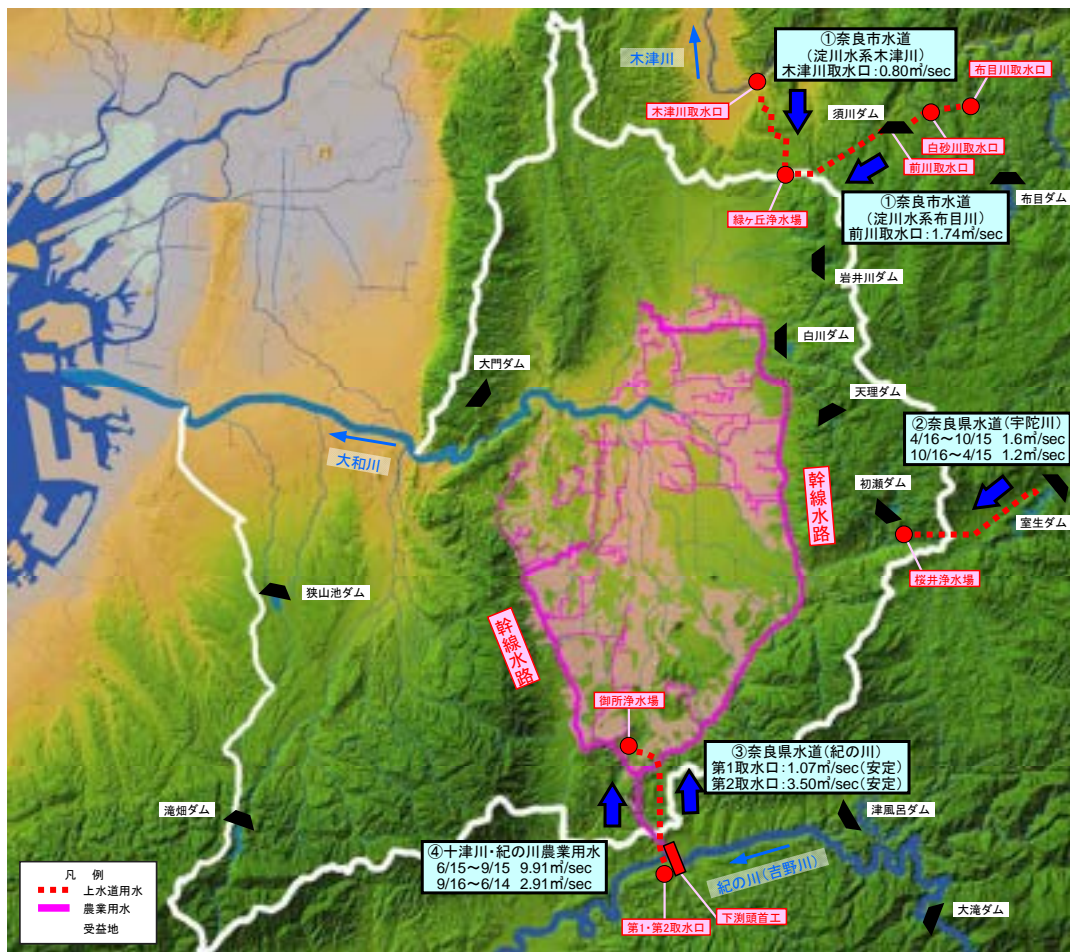 木津川
①奈良市水道
(淀川水系木津川)
木津川取水口：0.80㎥/sec
布目川取水口
木津川取水口
須川ダム
白砂川取水口
前川取水口
布目ダム
緑ヶ丘浄水場
①奈良市水道
(淀川水系布目川)
前川取水口：1.74㎥/sec
岩井川ダム
白川ダム
大門ダム
天理ダム
大和川
②奈良県水道(宇陀川)
4/16～10/15 1.6㎥/sec
10/16～4/15 1.2㎥/sec
幹線水路
初瀬ダム
室生ダム
桜井浄水場
狭山池ダム
幹線水路
御所浄水場
③奈良県水道(紀の川)
第1取水口：1.07㎥/sec(安定)
第2取水口：3.50㎥/sec(安定)
滝畑ダム
津風呂ダム
④十津川・紀の川農業用水
6/15～9/15 9.91㎥/sec
9/16～6/14 2.91㎥/sec
紀の川(吉野川)
大滝ダム
下渕頭首工
第1・第2取水口
凡 例
上水道用水
農業用水
受益地